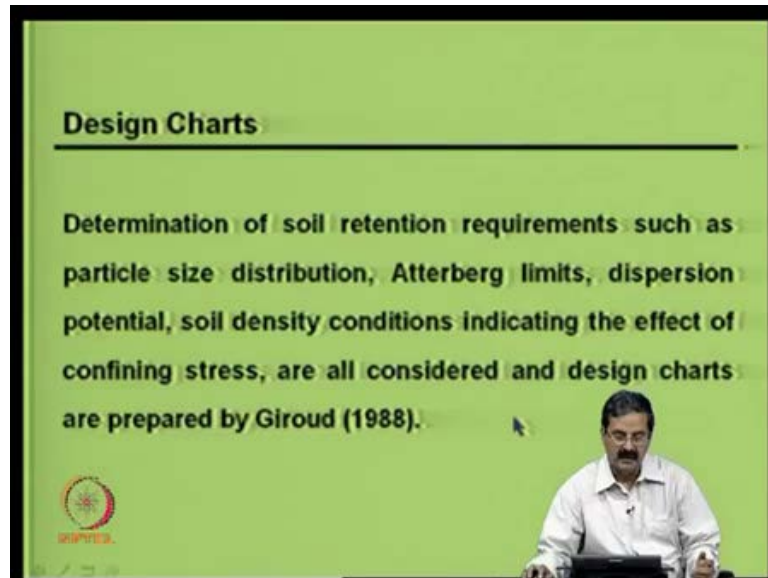 Design Charts
Determination of soil retention requirements such as
particle size distribution, Atterberg limits, dispersion
potential, soil density conditions indicating the effect of
confining stress, are all considered and design charts
are prepared by Giroud (1988).